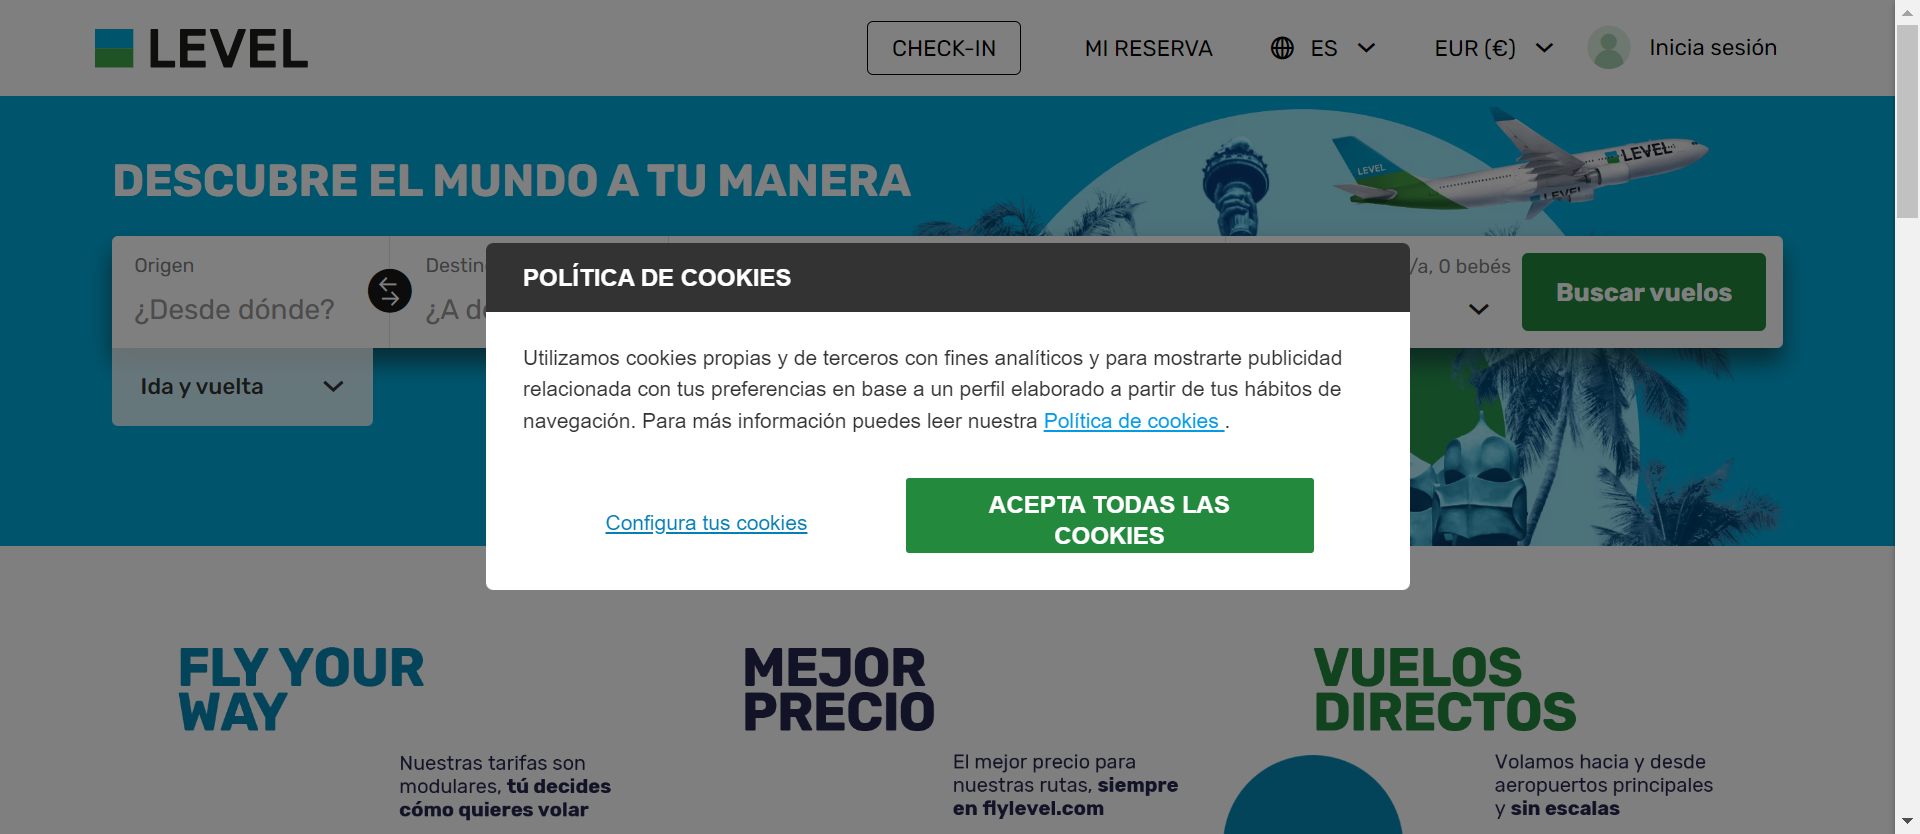 LEVEL
CHECK-IN
MI RESERVA
ES
EUR (€)
Inicia sesión
DESCUBRE EL MUNDO A TU MANERA
LEVEL
LEVEL
LEVEL
Origen
¿Desde dónde?
Destin
¿A d
/a, 0 bebés
Buscar vuelos
Ida y vuelta
POLÍTICA DE COOKIES
Utilizamos cookies propias y de terceros con fines analíticos y para mostrarte publicidad
relacionada con tus preferencias en base a un perfil elaborado a partir de tus hábitos de
navegación. Para más información puedes leer nuestra Política de cookies .
Configura tus cookies
ACEPTA TODAS LAS
COOKIES
FLY YOUR
WAY
Nuestras tarifas son
modulares, tú decides
cómo quieres volar
MEJOR
PRECIO
El mejor precio para
nuestras rutas, siempre
en flylevel.com
VUELOS
DIRECTOS
Volamos hacia y desde
aeropuertos principales
y sin escalas